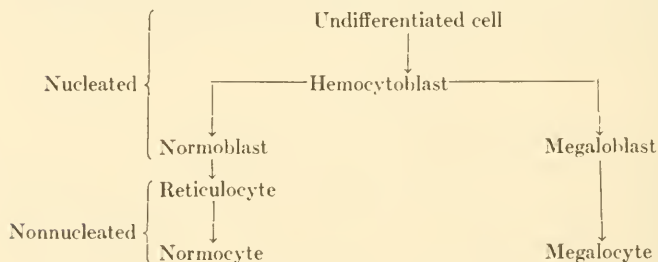 Undifferentiated cell
Nucleated
Hemocytoblast
Normoblast Megaloblast
Reticulocyte
Nonnucleated
Normocyte Megalocyte